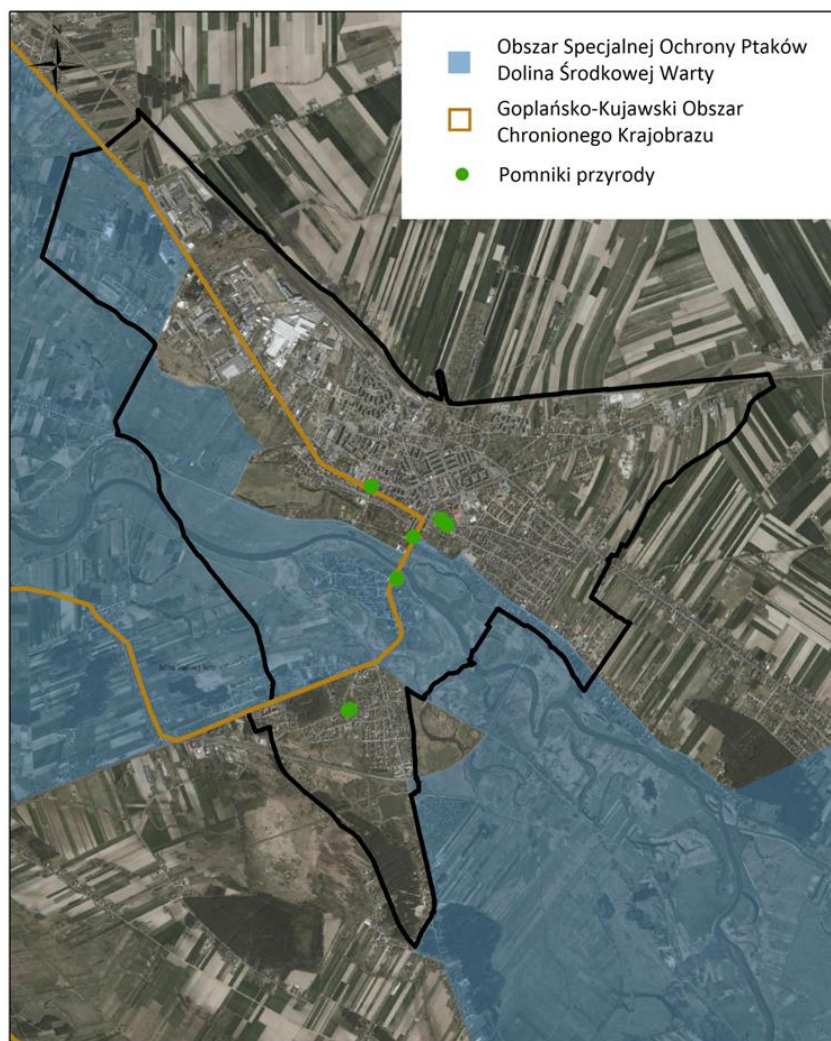 N
Obszar Specjalnej Ochrony Ptaków
Dolina Środkowej Warty
Goplańsko-Kujawski Obszar
Chronionego Krajobrazu
Pomniki przyrody